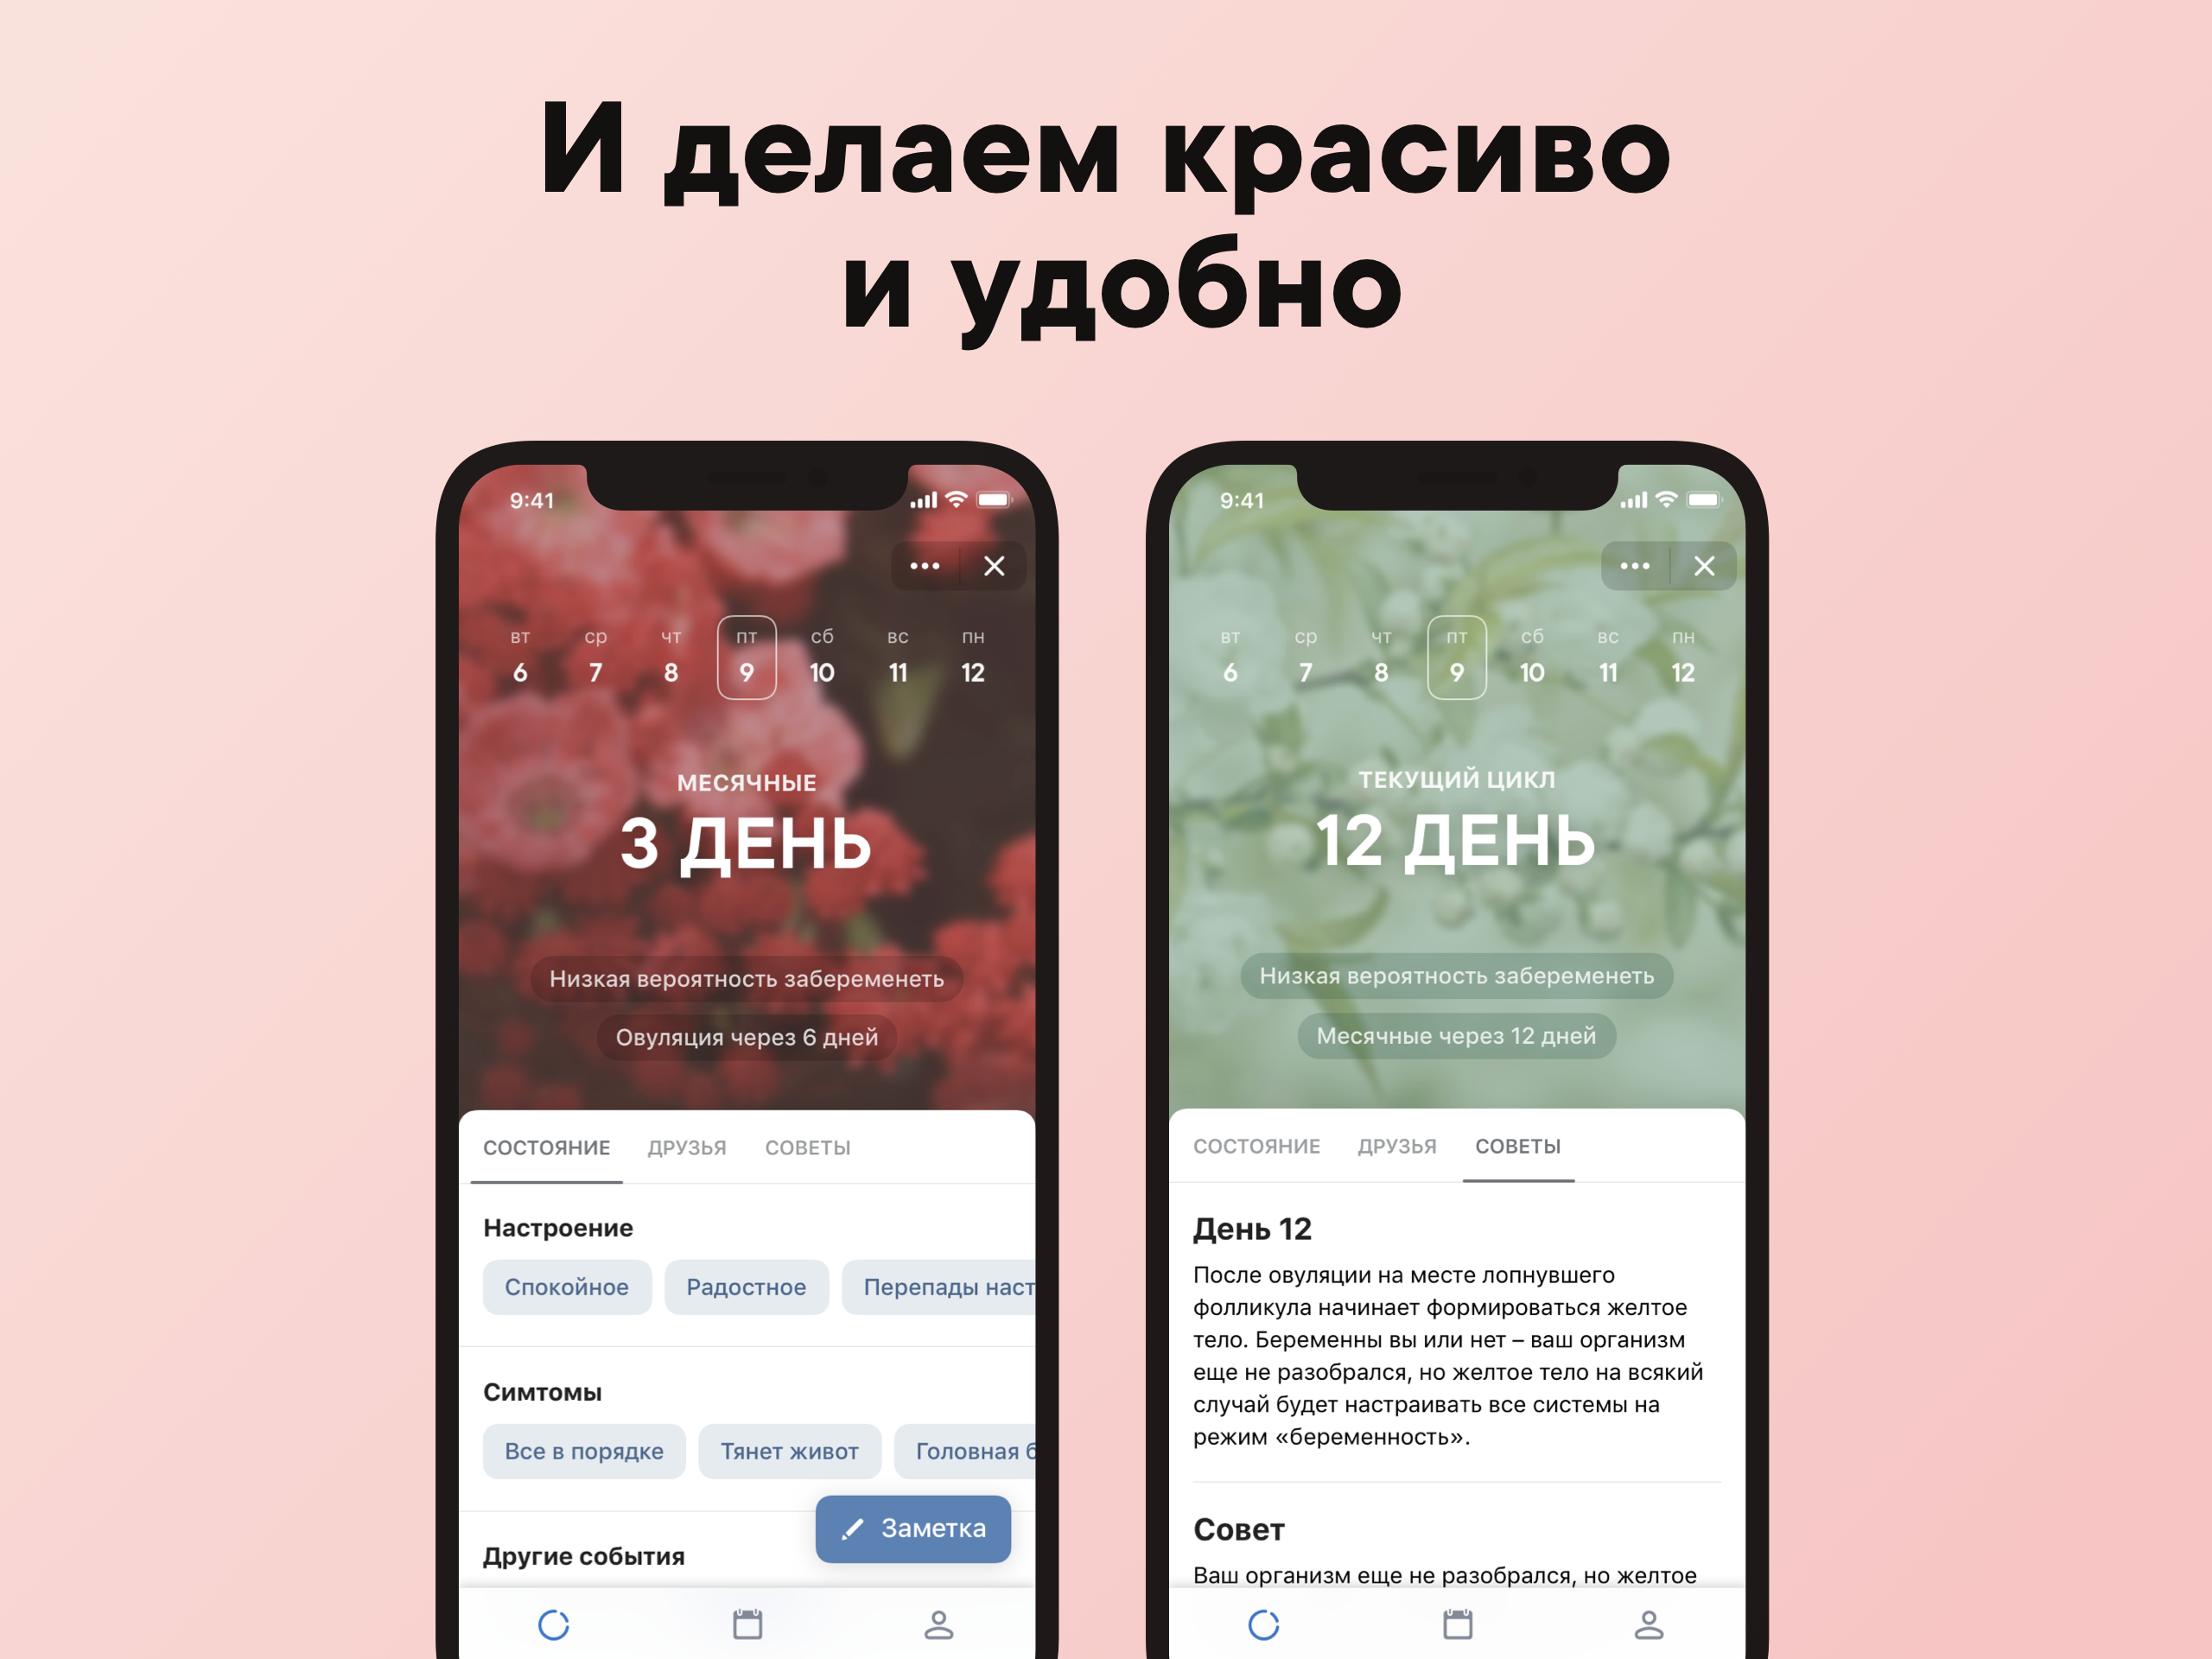 И делаем красиво
и удобно
9:41
вт ср чт пт сб вс пн
6 7 8 9 10 11 12
МЕСЯЧНЫЕ
3 ДЕНЬ
Низкая вероятность забеременеть
Овуляция через 6 дней
СОСТОЯНИЕ ДРУЗЬЯ СОВЕТЫ
Настроение
Спокойное Радостное Перепады наст
Симтомы
Все в порядке Тянет живот Головная б
Заметка
Другие события
9:41
вт ср чт пт сб вс пн
6 7 8 9 10 11 12
ТЕКУЩИЙ ЦИКЛ
12 ДЕНЬ
Низкая вероятность забеременеть
Месячные через 12 дней
СОСТОЯНИЕ ДРУЗЬЯ СОВЕТЫ
День 12
После овуляции на месте лопнувшего
фолликула начинает формироваться желтое
тело. Беременны вы или нет – ваш организм
еще не разобрался, но желтое тело на всякий
случай будет настраивать все системы на
режим «беременность».
Совет
Ваш организм еще не разобрался, но желтое